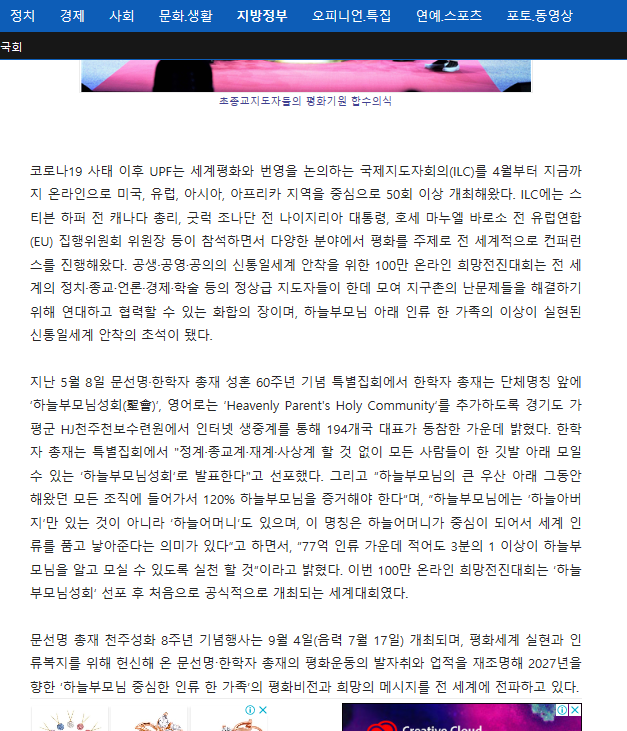 정치 경제 사회 문화.생활 지방정부 오피니언.특집 연예.스포츠 포토.동영상
국회
초종교지도자들의 평화기원 합수의식
코로나19 사태 이후 UPF는 세계평화와 번영을 논의하는 국제지도자회의(ILC)를 4월부터 지금까
지 온라인으로 미국, 유럽, 아시아, 아프리카 지역을 중심으로 50회 이상 개최해왔다. ILC에는 스
티븐 하퍼 전 캐나다 총리, 굿럭 조나단 전 나이지리아 대통령, 호세 마누엘 바로소 전 유럽연합
(EU) 집행위원회 위원장 등이 참석하면서 다양한 분야에서 평화를 주제로 전 세계적으로 컨퍼런
스를 진행해왔다. 공생·공영·공의의 신통일세계 안착을 위한 100만 온라인 희망전진대회는 전 세
계의 정치·종교·언론·경제·학술 등의 정상급 지도자들이 한데 모여 지구촌의 난문제들을 해결하기
위해 연대하고 협력할 수 있는 화합의 장이며, 하늘부모님 아래 인류 한 가족의 이상이 실현된
신통일세계 안착의 초석이 됐다.
지난 5월 8일 문선명·한학자 총재 성혼 60주년 기념 특별집회에서 한학자 총재는 단체명칭 앞에
‘하늘부모님성회(聖會)’, 영어로는 ‘Heavenly Parent's Holy Community’를 추가하도록 경기도 가
평군 HJ천주천보수련원에서 인터넷 생중계를 통해 194개국 대표가 동참한 가운데 밝혔다. 한학
자 총재는 특별집회에서 "정계·종교계·재계·사상계 할 것 없이 모든 사람들이 한 깃발 아래 모일
수 있는 ‘하늘부모님성회’로 발표한다"고 선포했다. 그리고 “하늘부모님의 큰 우산 아래 그동안
해왔던 모든 조직에 들어가서 120% 하늘부모님을 증거해야 한다”며, “하늘부모님에는 ‘하늘아버
지’만 있는 것이 아니라 ‘하늘어머니’도 있으며, 이 명칭은 하늘어머니가 중심이 되어서 세계 인
류를 품고 낳아준다는 의미가 있다”고 하면서, “77억 인류 가운데 적어도 3분의 1 이상이 하늘부
모님을 알고 모실 수 있도록 실천 할 것”이라고 밝혔다. 이번 100만 온라인 희망전진대회는 ‘하늘
부모님성회’ 선포 후 처음으로 공식적으로 개최되는 세계대회였다.
문선명 총재 천주성화 8주년 기념행사는 9월 4일(음력 7월 17일) 개최되며, 평화세계 실현과 인
류복지를 위해 헌신해 온 문선명·한학자 총재의 평화운동의 발자취와 업적을 재조명해 2027년을
향한 ‘하늘부모님 중심한 인류 한 가족’의 평화비전과 희망의 메시지를 전 세계에 전파하고 있다.
Creative Cloud